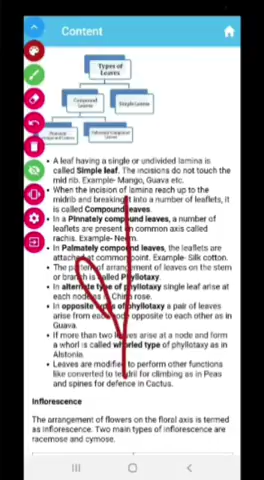 Content
Types of
Leaves
Compound
Leaves
Simple Leaves
Pinnately
Compound Leaves
Palmately Compound
Leaves
• A leaf having a single or undivided lamina is
called Simple leaf. The incisions do not touch the
mid rib. Example- Mango, Guava etc.
• When the incision of lamina reach up to the
midrib and breaking it into a number of leaflets, it
is called Compound leaves.
• In a Pinnately compound leaves, a number of
leaflets are present on common axis called
rachis. Example- Neem.
• In Palmately compound leaves, the leaflets are
attached at common point. Example- Silk cotton.
• The pattern of arrangement of leaves on the stem
or branch is called Phyllotaxy.
• In alternate type of phyllotaxy single leaf arise at
each node as China rose.
• In opposite types of phyllotaxy a pair of leaves
arise from each node opposite to each other as in
Guava.
• If more than two leaves arise at a node and form
a whorl is called whorled type of phyllotaxy as in
Alstonia.
• Leaves are modified to perform other functions
like converted to tendril for climbing as in Peas
and spines for defence in Cactus.
Inflorescence
The arrangement of flowers on the floral axis is termed
as inflorescence. Two main types of inflorescence are
racemose and cymose.